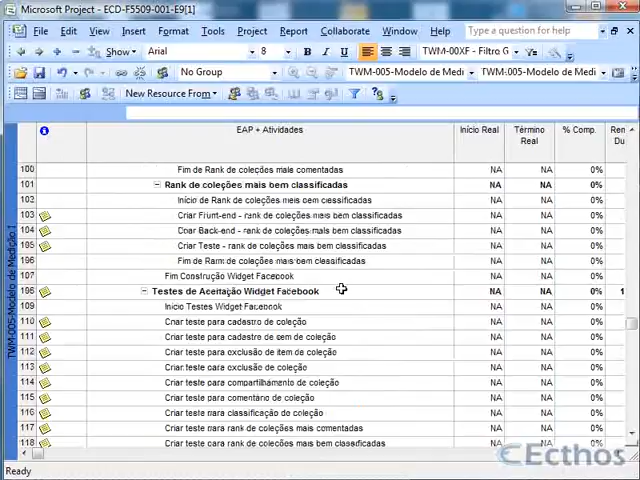 Microsoft Project - ECD-F5509-001-E9[1]
File Edit View Insert Format Tools Project Report Collaborate Window Help
Show Arial 8 B I U TWM-00XF - Filtro G
No Group TWM-005-Modelo de Medi TWM-005-Modelo de Medi
New Resource From
EAP + Atividades Início Real Término Real % Comp. Rem Du
100 Fim de Rank de coleções mais comentadas NA NA 0%
101 Rank de coleções mais bem classificadas NA NA 0%
102 Início de Rank de coleções mais bem classificadas NA NA 0%
103 Criar Front-end - rank de coleções mais bem classificadas NA NA 0%
104 Criar Back-end - rank de coleções mais bem classificadas NA NA 0%
105 Criar Teste - rank de coleções mais bem classificadas NA NA 0%
106 Fim de Rank de coleções mais bem classificadas NA NA 0%
107 Fim Construção Widget Facebook NA NA 0%
108 Testes de Aceitação Widget Facebook NA NA 0% 1
109 Início Testes Widget Facebook NA NA 0%
110 Criar teste para cadastro de coleção NA NA 0%
111 Criar teste para cadastro de item de coleção NA NA 0%
112 Criar teste para exclusão de item de coleção NA NA 0%
113 Criar teste para exclusão de coleção NA NA 0%
114 Criar teste para compartilhamento de coleção NA NA 0%
115 Criar teste para comentário de coleção NA NA 0%
116 Criar teste para classificação de coleção NA NA 0%
117 Criar teste para rank de coleções mais comentadas NA NA 0%
118 Criar teste para rank de coleções mais bem classificadas NA NA 0%
TWM-005-Modelo de Medição I
Ecthos
Ready